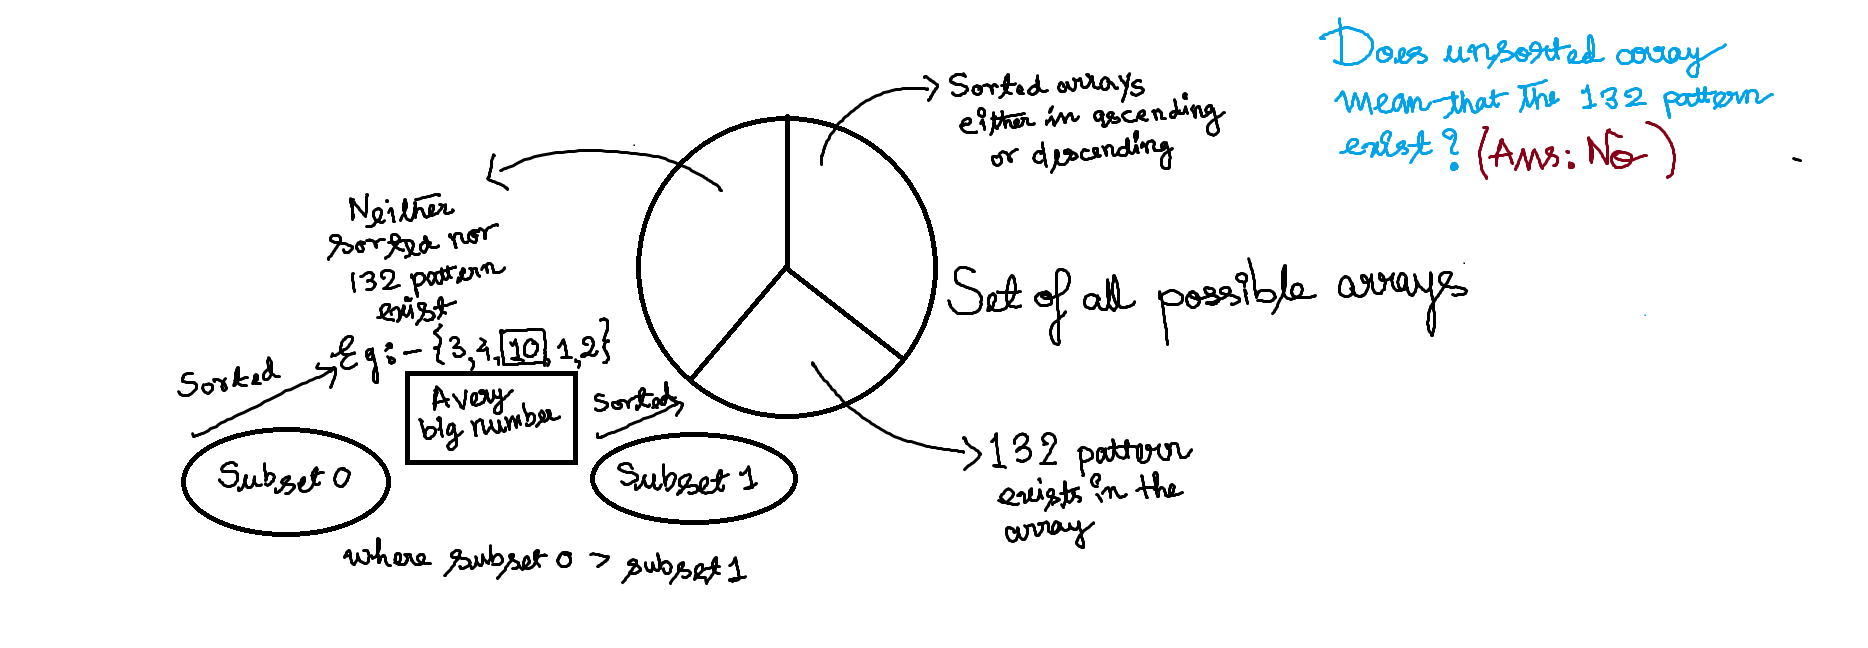 Does unsorted array
mean that the 132 pattern
exist? (Ans: No)
Sorted arrays
either in ascending
or descending
Neither
sorted nor
132 pattern
exist
Eg:- {3,4,10,1,2}
Set of all possible arrays
Sorted
A very
big number
Sorted
Subset 0
Subset 1
where subset 0 > subset 1
132 pattern
exists in the
array